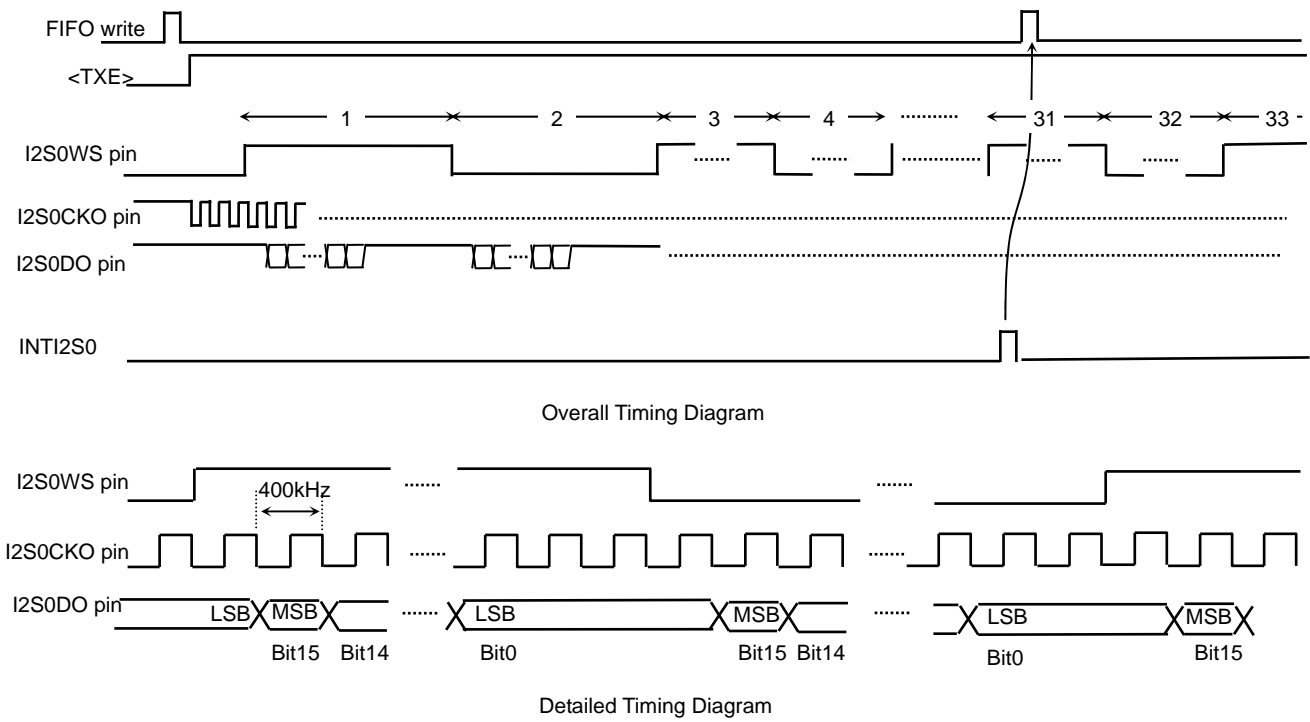 FIFO write
<TXE>
1 2 3 4 31 32 33
I2S0WS pin
I2S0CKO pin
I2S0DO pin
INTI2S0
Overall Timing Diagram
I2S0WS pin
400kHz
I2S0CKO pin
I2S0DO pin
LSB MSB LSB MSB LSB MSB
Bit15 Bit14 Bit0 Bit15 Bit14 Bit0 Bit15
Detailed Timing Diagram